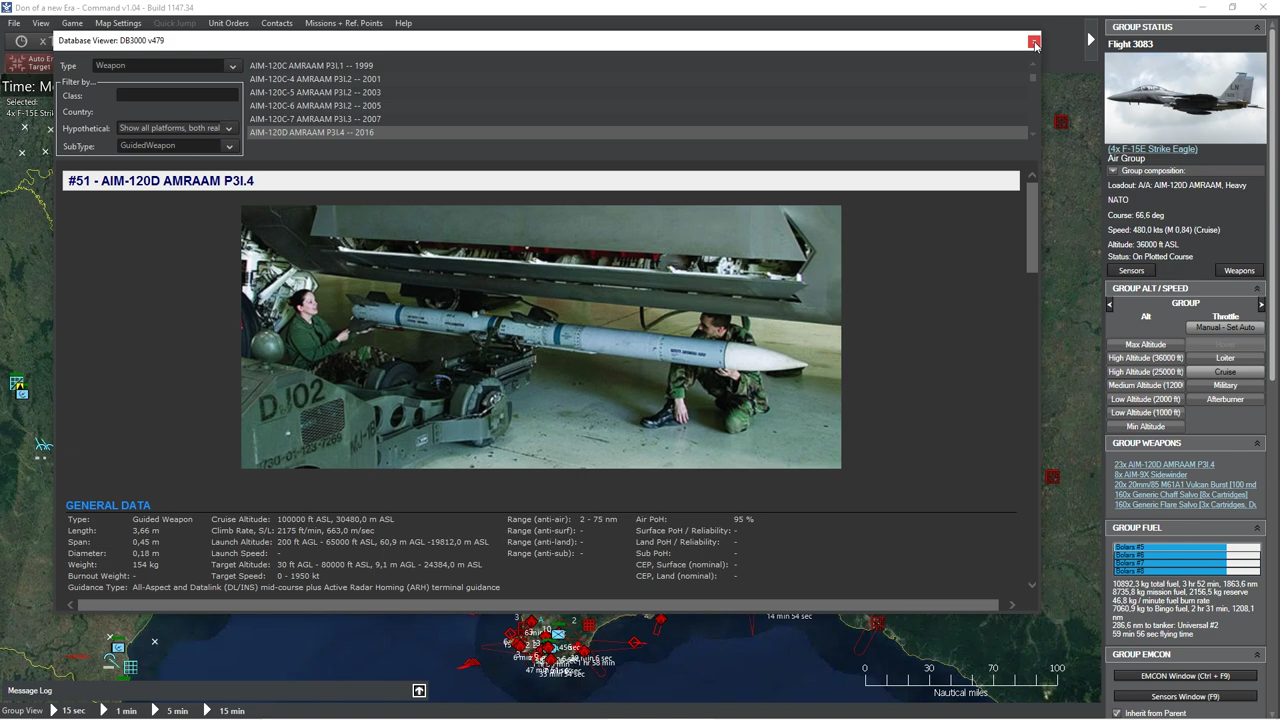 Don of a new Era - Command v1.04 - Build 1147.34
File View Game Map Settings Quick Jump Unit Orders Contacts Missions + Ref. Points Help
Database Viewer: DB3000 v479
Auto En
Target
Time: Mo
Selected:
4x F-15E Stri
Type Weapon
Filter by...
Class:
Country:
Hypothetical: Show all platforms, both real
SubType: GuidedWeapon
AIM-120C AMRAAM P3I.1 -- 1999
AIM-120C-4 AMRAAM P3I.2 -- 2001
AIM-120C-5 AMRAAM P3I.2 -- 2003
AIM-120C-6 AMRAAM P3I.2 -- 2005
AIM-120C-7 AMRAAM P3I.3 -- 2007
AIM-120D AMRAAM P3I.4 -- 2016
#51 - AIM-120D AMRAAM P3I.4
DJ02
MJ-1B
GENERAL DATA
Type: Guided Weapon Cruise Altitude: 100000 ft ASL, 30480,0 m ASL Range (anti-air): 2 - 75 nm Air PoH: 95 %
Length: 3,66 m Climb Rate, S/L: 2175 ft/min, 663,0 m/sec Range (anti-surf): - Surface PoH / Reliability: -
Span: 0,45 m Launch Altitude: 200 ft AGL - 65000 ft ASL, 60,9 m AGL -19812,0 m ASL Range (anti-land): - Land PoH / Reliability: -
Diameter: 0,18 m Launch Speed: - Range (anti-sub): - Sub PoH: -
Weight: 154 kg Target Altitude: 30 ft AGL - 80000 ft ASL, 9,1 m AGL - 24384,0 m ASL CEP, Surface (nominal): -
Burnout Weight: - Target Speed: 0 - 1950 kt CEP, Land (nominal): -
Guidance Type: All-Aspect and Datalink (DL/INS) mid-course plus Active Radar Homing (ARH) terminal guidance
14 min 54 sec
0 30 70 100
Nautical miles
Message Log
Group View 15 sec 1 min 5 min 15 min
GROUP STATUS
Flight 3083
LN
(4x F-15E Strike Eagle)
Air Group
Group composition:
Loadout: A/A: AIM-120D AMRAAM, Heavy
NATO
Course: 66,6 deg
Speed: 480,0 kts (M 0.84) (Cruise)
Altitude: 36000 ft ASL
Status: On Plotted Course
Sensors Weapons
GROUP ALT / SPEED
GROUP
Alt Throttle
Manual - Set Auto
Max Altitude
High Altitude (36000 ft) Loiter
High Altitude (25000 ft) Cruise
Medium Altitude (1200 Military
Low Altitude (2000 ft) Afterburner
Low Altitude (1000 ft)
Min Altitude
GROUP WEAPONS
23x AIM-120D AMRAAM P3I.4
8x AIM-9X Sidewinder
20x 20mm/85 M61A1 Vulcan Burst [100 rnd
160x Generic Chaff Salvo [8x Cartridges]
160x Generic Flare Salvo [3x Cartridges, Du
GROUP FUEL
Bolars #5
Bolars #6
Bolars #7
Bolars #8
10892,3 kg total fuel, 3 hr 52 min, 1863,6 nm
8735,8 kg mission fuel, 2156,5 kg reserve
46,8 kg / minute fuel burn rate
7060,9 kg to Bingo fuel, 2 hr 31 min, 1208,1
nm
286,6 nm to tanker: Universal #2
59 min 56 sec flying time
GROUP EMCON
EMCON Window (Ctrl + F9)
Sensors Window (F9)
Inherit from Parent